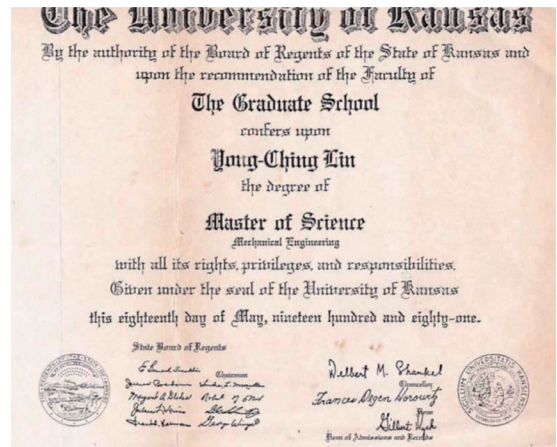 The University of Kansas
By the authority of the Board of Regents of the State of Kansas and
upon the recommendation of the Faculty of
The Graduate School
confers upon
Yong-Ching Lin
the degree of
Master of Science
Mechanical Engineering
with all its rights, privileges, and responsibilities.
Given under the seal of the University of Kansas
this eighteenth day of May, nineteen hundred and eighty-one.
State Board of Regents
Chairman
Delbert M. Shankel
Chancellor
Frances Degen Horowitz
Dean
Gilbert Dyck
Dean of Admissions and Records